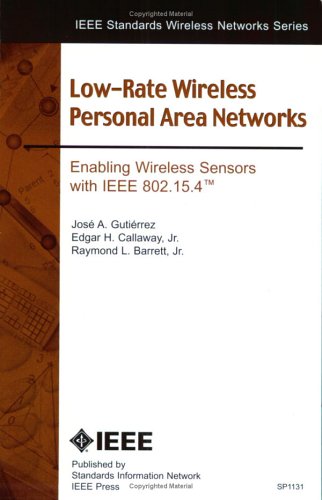 IEEE Standards Wireless Networks Series
Low-Rate Wireless
Personal Area Networks
Enabling Wireless Sensors
with IEEE 802.15.4™
José A. Gutiérrez
Edgar H. Callaway, Jr.
Raymond L. Barrett, Jr.
Parent 2
IEEE
Published by
Standards Information Network
IEEE Press
SP1131
Copyrighted Material
Copyrighted Material